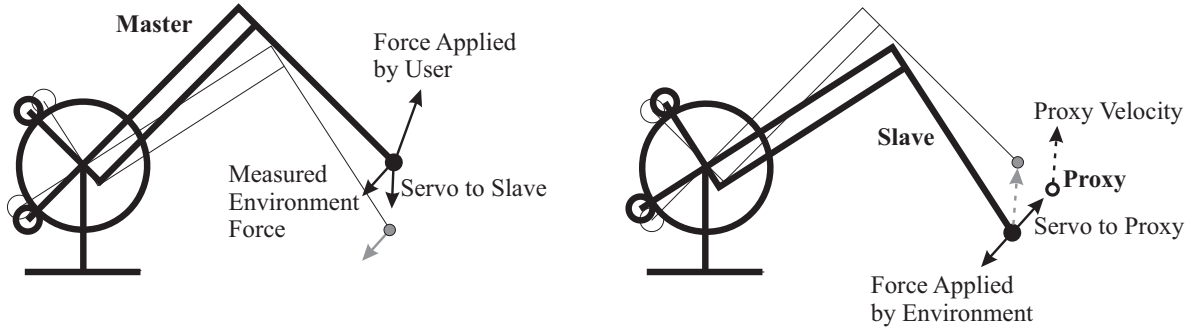 Master
Force Applied
by User
Measured
Environment
Force
Servo to Slave
Slave
Proxy Velocity
Proxy
Servo to Proxy
Force Applied
by Environment